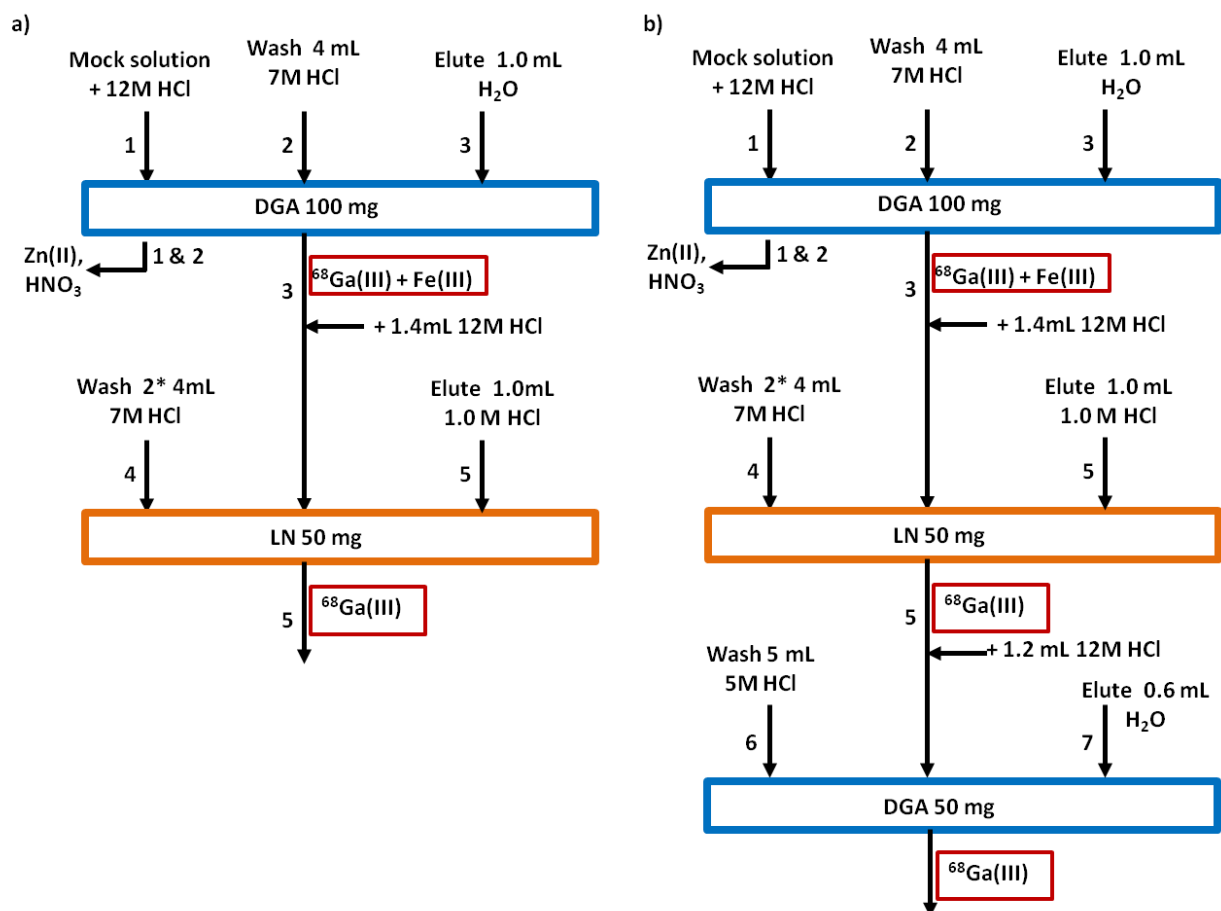 a)
Mock solution
+ 12M HCl
Wash 4 mL
7M HCl
Elute 1.0 mL
H₂O
1
2
3
DGA 100 mg
Zn(II),
HNO₃
1 & 2
3
⁶⁸Ga(III) + Fe(III)
+ 1.4mL 12M HCl
Wash 2* 4mL
7M HCl
Elute 1.0mL
1.0 M HCl
4
5
LN 50 mg
5
⁶⁸Ga(III)
b)
Mock solution
+ 12M HCl
Wash 4 mL
7M HCl
Elute 1.0 mL
H₂O
1
2
3
DGA 100 mg
Zn(II),
HNO₃
1 & 2
3
⁶⁸Ga(III) + Fe(III)
+ 1.4mL 12M HCl
Wash 2* 4 mL
7M HCl
Elute 1.0 mL
1.0 M HCl
4
5
LN 50 mg
5
⁶⁸Ga(III)
+ 1.2 mL 12M HCl
Wash 5 mL
5M HCl
Elute 0.6 mL
H₂O
6
7
DGA 50 mg
⁶⁸Ga(III)